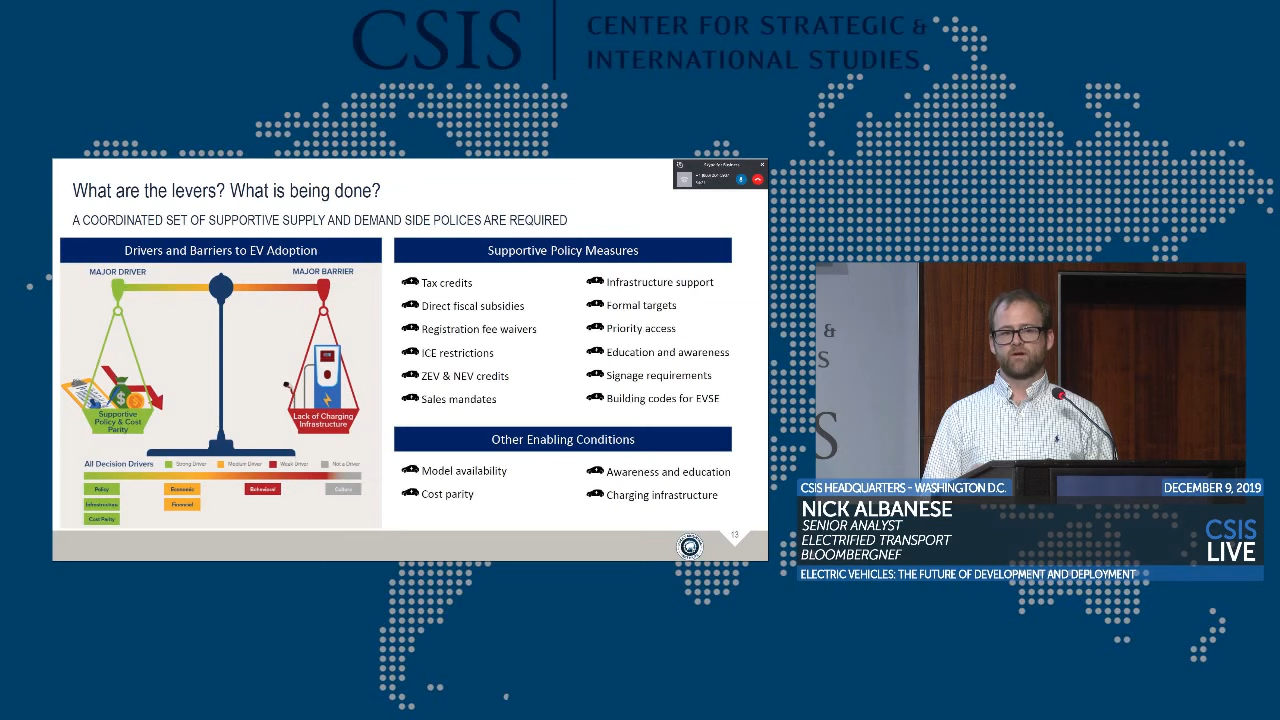 CSIS
CENTER FOR STRATEGIC &
INTERNATIONAL STUDIES
What are the levers? What is being done?
A COORDINATED SET OF SUPPORTIVE SUPPLY AND DEMAND SIDE POLICES ARE REQUIRED
Skype for Business
Drivers and Barriers to EV Adoption
MAJOR DRIVER
MAJOR BARRIER
Supportive
Policy & Cost
Parity
Lack of Charging
Infrastructure
All Decision Drivers
Strong Driver
Medium Driver
Weak Driver
Not a Driver
Policy
Economic
Behavioral
Culture
Infrastructure
Financial
Cost Parity
Supportive Policy Measures
Tax credits
Direct fiscal subsidies
Registration fee waivers
ICE restrictions
ZEV & NEV credits
Sales mandates
Infrastructure support
Formal targets
Priority access
Education and awareness
Signage requirements
Building codes for EVSE
Other Enabling Conditions
Model availability
Cost parity
Awareness and education
Charging infrastructure
13
&
S
S
CSIS HEADQUARTERS - WASHINGTON D.C.
DECEMBER 9, 2019
NICK ALBANESE
SENIOR ANALYST
ELECTRIFIED TRANSPORT
BLOOMBERGNEF
CSIS
LIVE
ELECTRIC VEHICLES: THE FUTURE OF DEVELOPMENT AND DEPLOYMENT